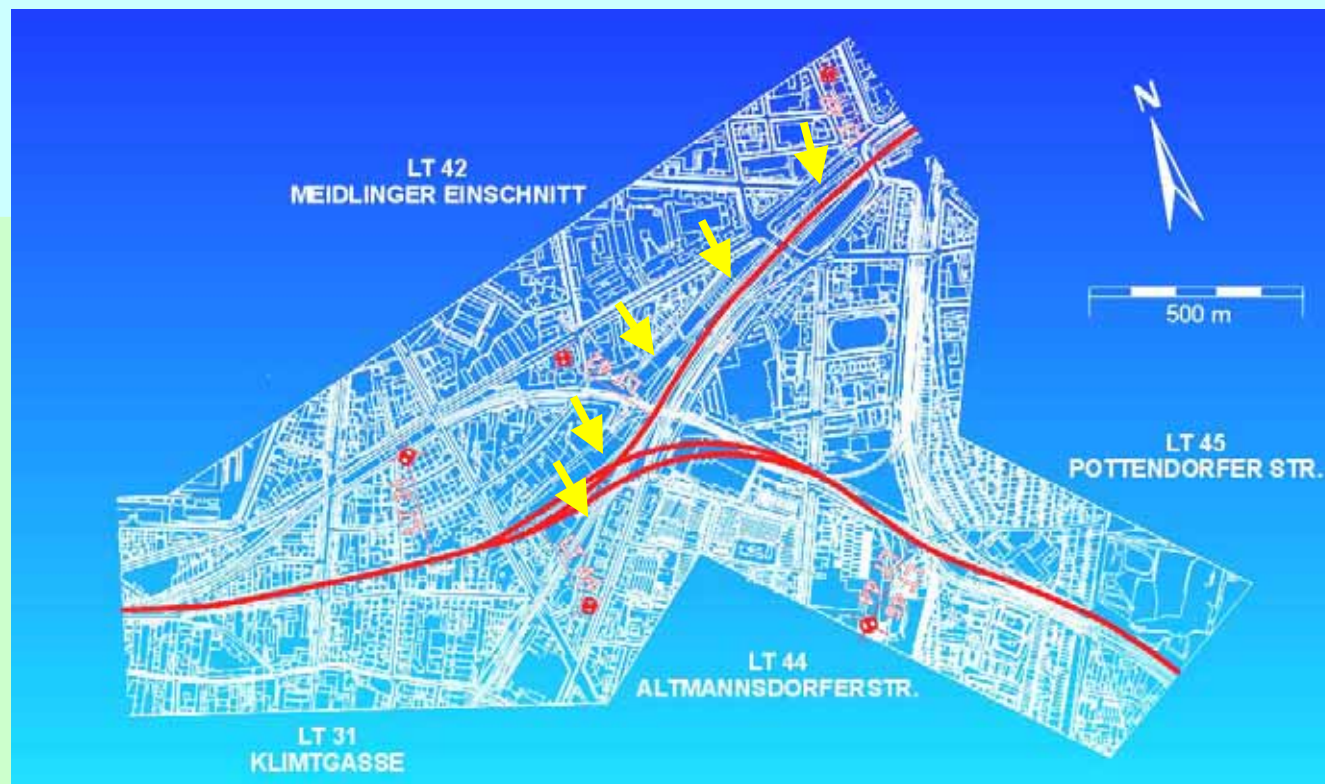 N
LT 42
MEIDLINGER EINSCHNITT
500 m
LT 45
POTTENDORFER STR.
LT 44
ALTMANNSDORFERSTR.
LT 31
KLIMTGASSE